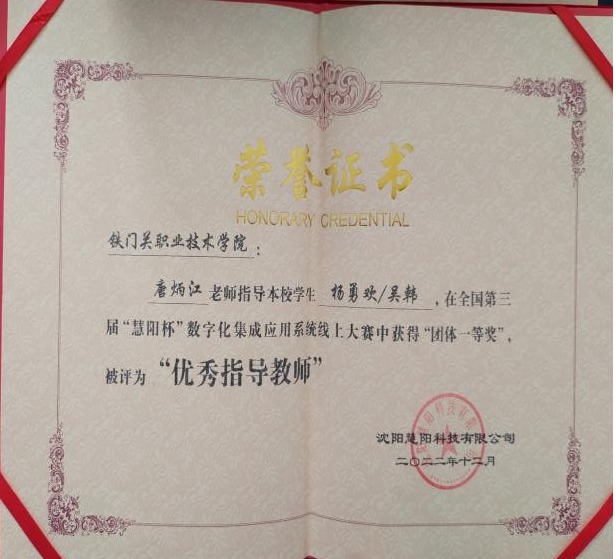 荣誉证书
HONORARY CREDENTIAL
铁门关职业技术学院：
唐炳江老师指导本校学生 杨勇欢/吴韩，在全国第三
届“慧阳杯”数字化集成应用系统线上大赛中获得“团体一等奖”，
被评为“优秀指导教师”
沈阳慧阳科技有限公司
二〇二二年十二月